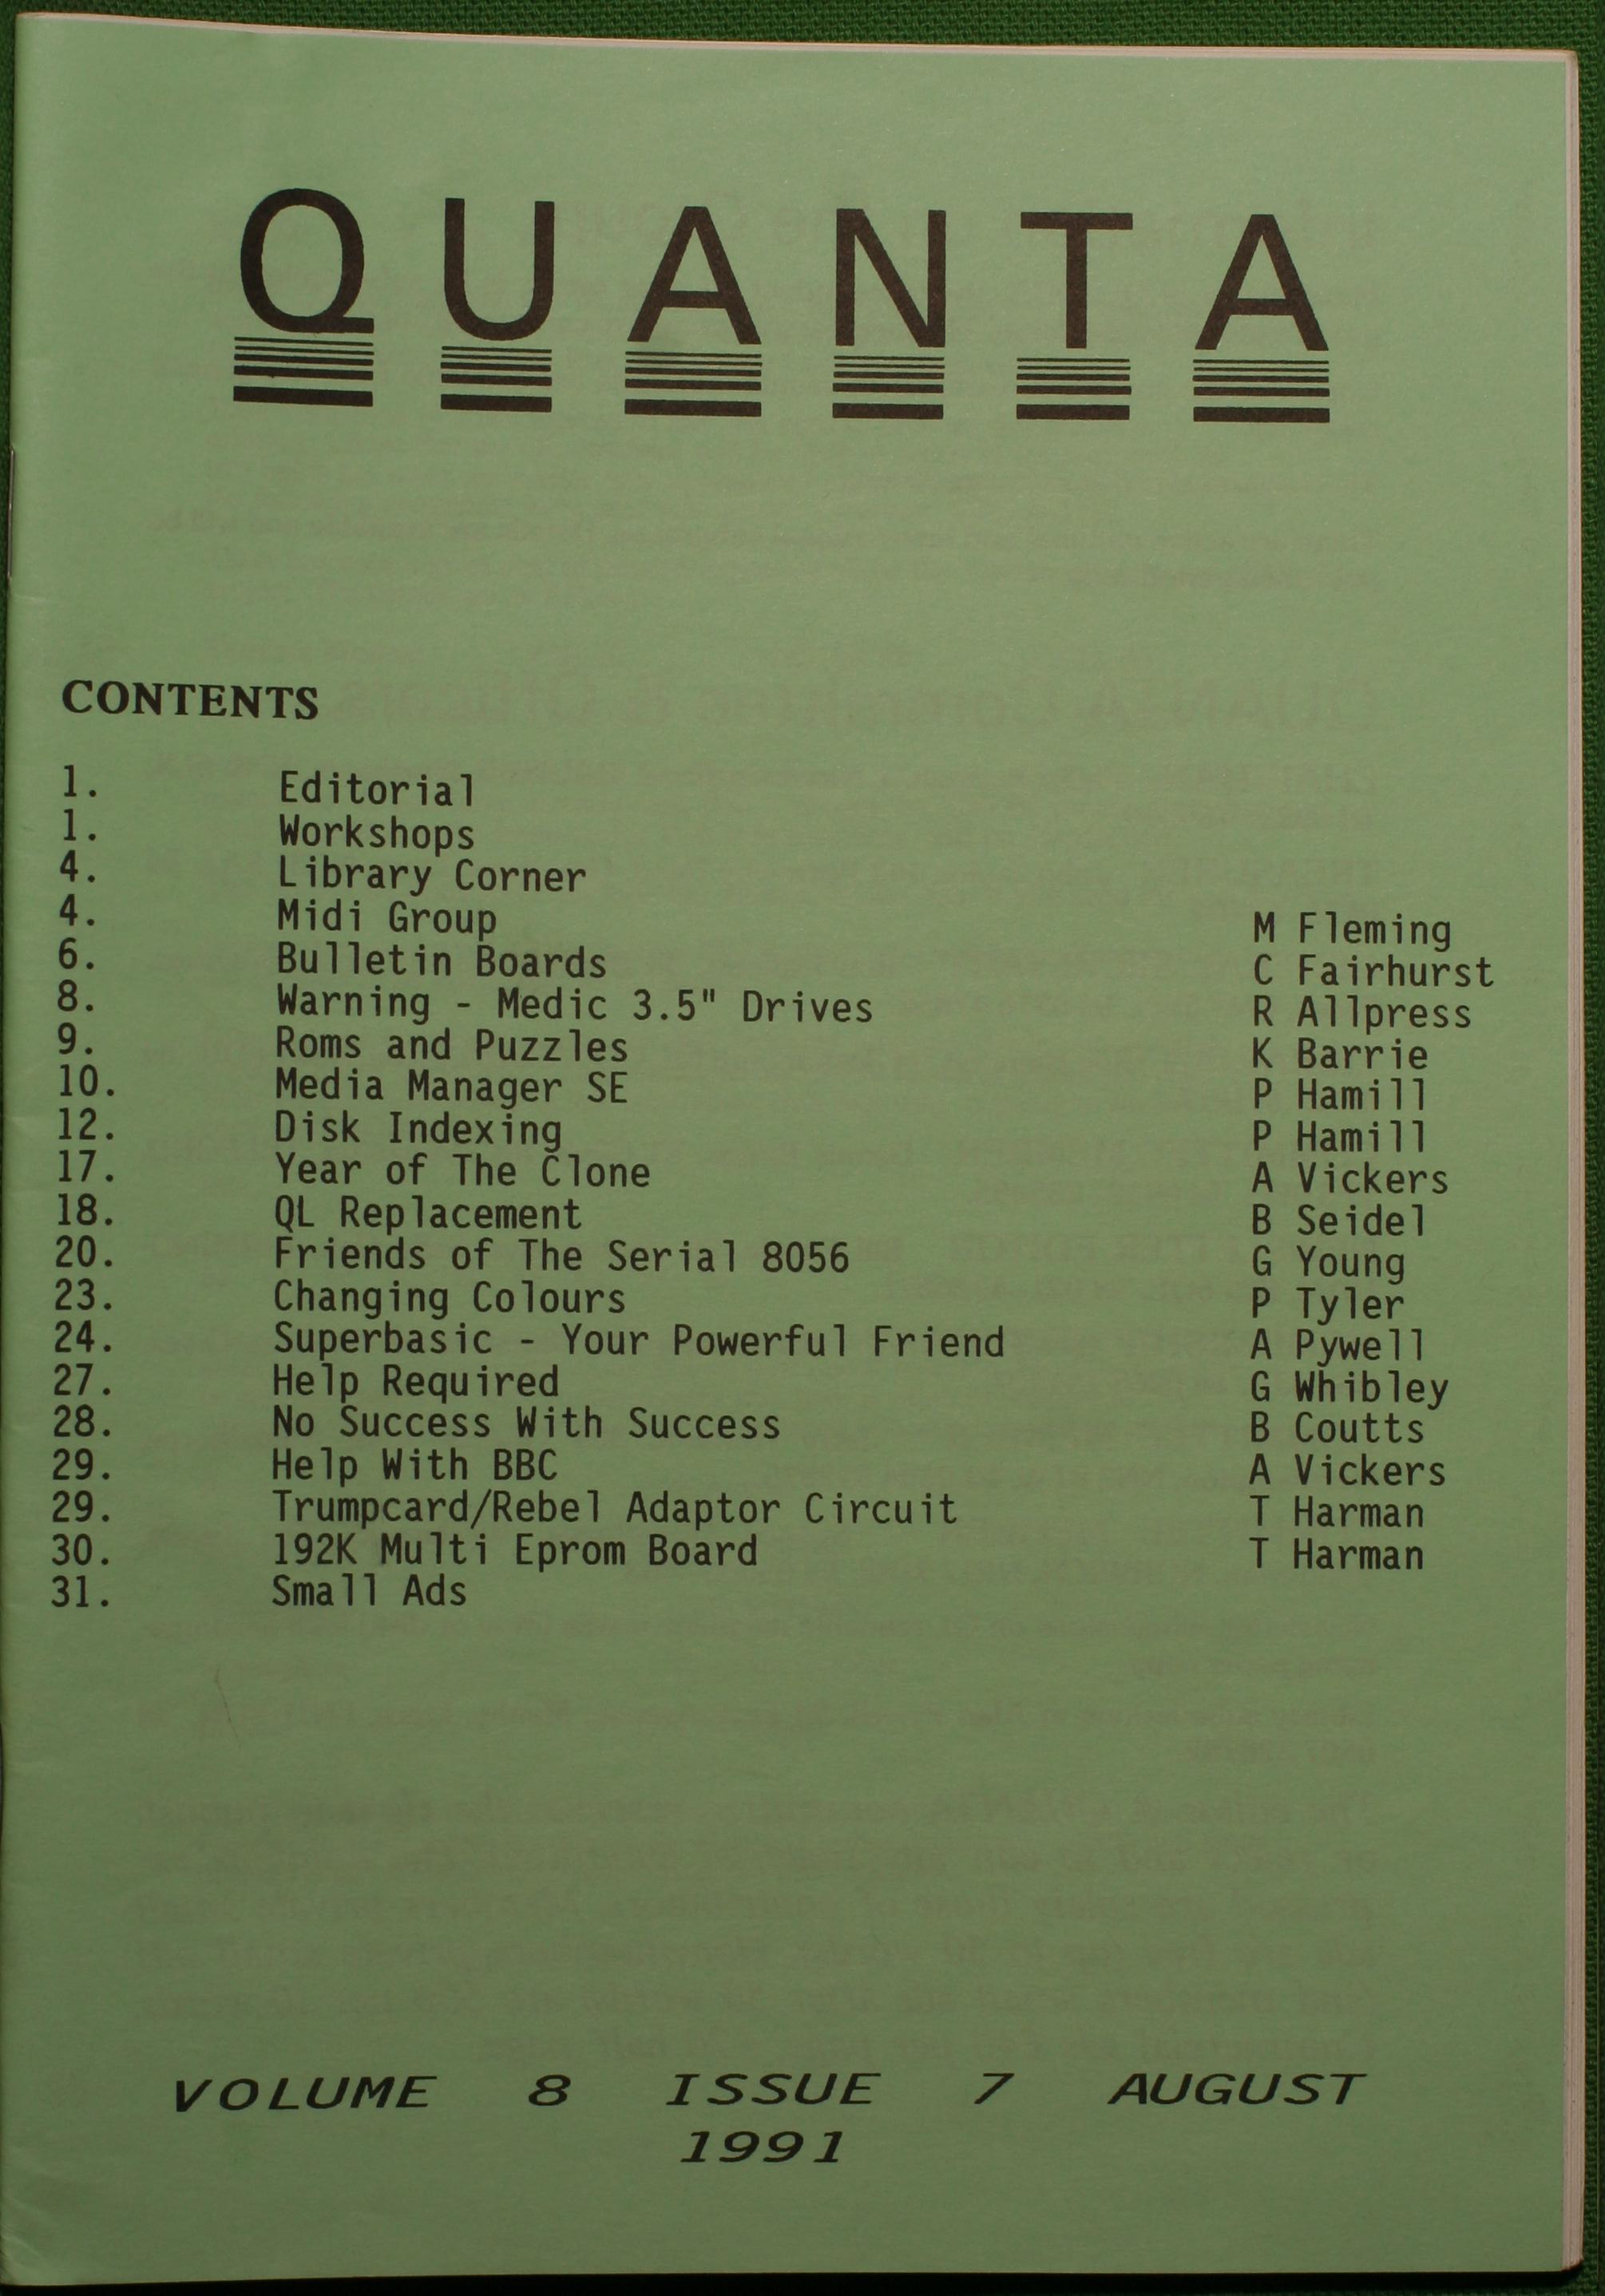 QUANTA
CONTENTS
1. Editorial
1. Workshops
4. Library Corner
4. Midi Group M Fleming
6. Bulletin Boards C Fairhurst
8. Warning - Medic 3.5" Drives R Allpress
9. Roms and Puzzles K Barrie
10. Media Manager SE P Hamill
12. Disk Indexing P Hamill
17. Year of The Clone A Vickers
18. QL Replacement B Seidel
20. Friends of The Serial 8056 G Young
23. Changing Colours P Tyler
24. Superbasic - Your Powerful Friend A Pywell
27. Help Required G Whibley
28. No Success With Success B Coutts
29. Help With BBC A Vickers
29. Trumpcard/Rebel Adaptor Circuit T Harman
30. 192K Multi Eprom Board T Harman
31. Small Ads
VOLUME 8 ISSUE 7 AUGUST
1991